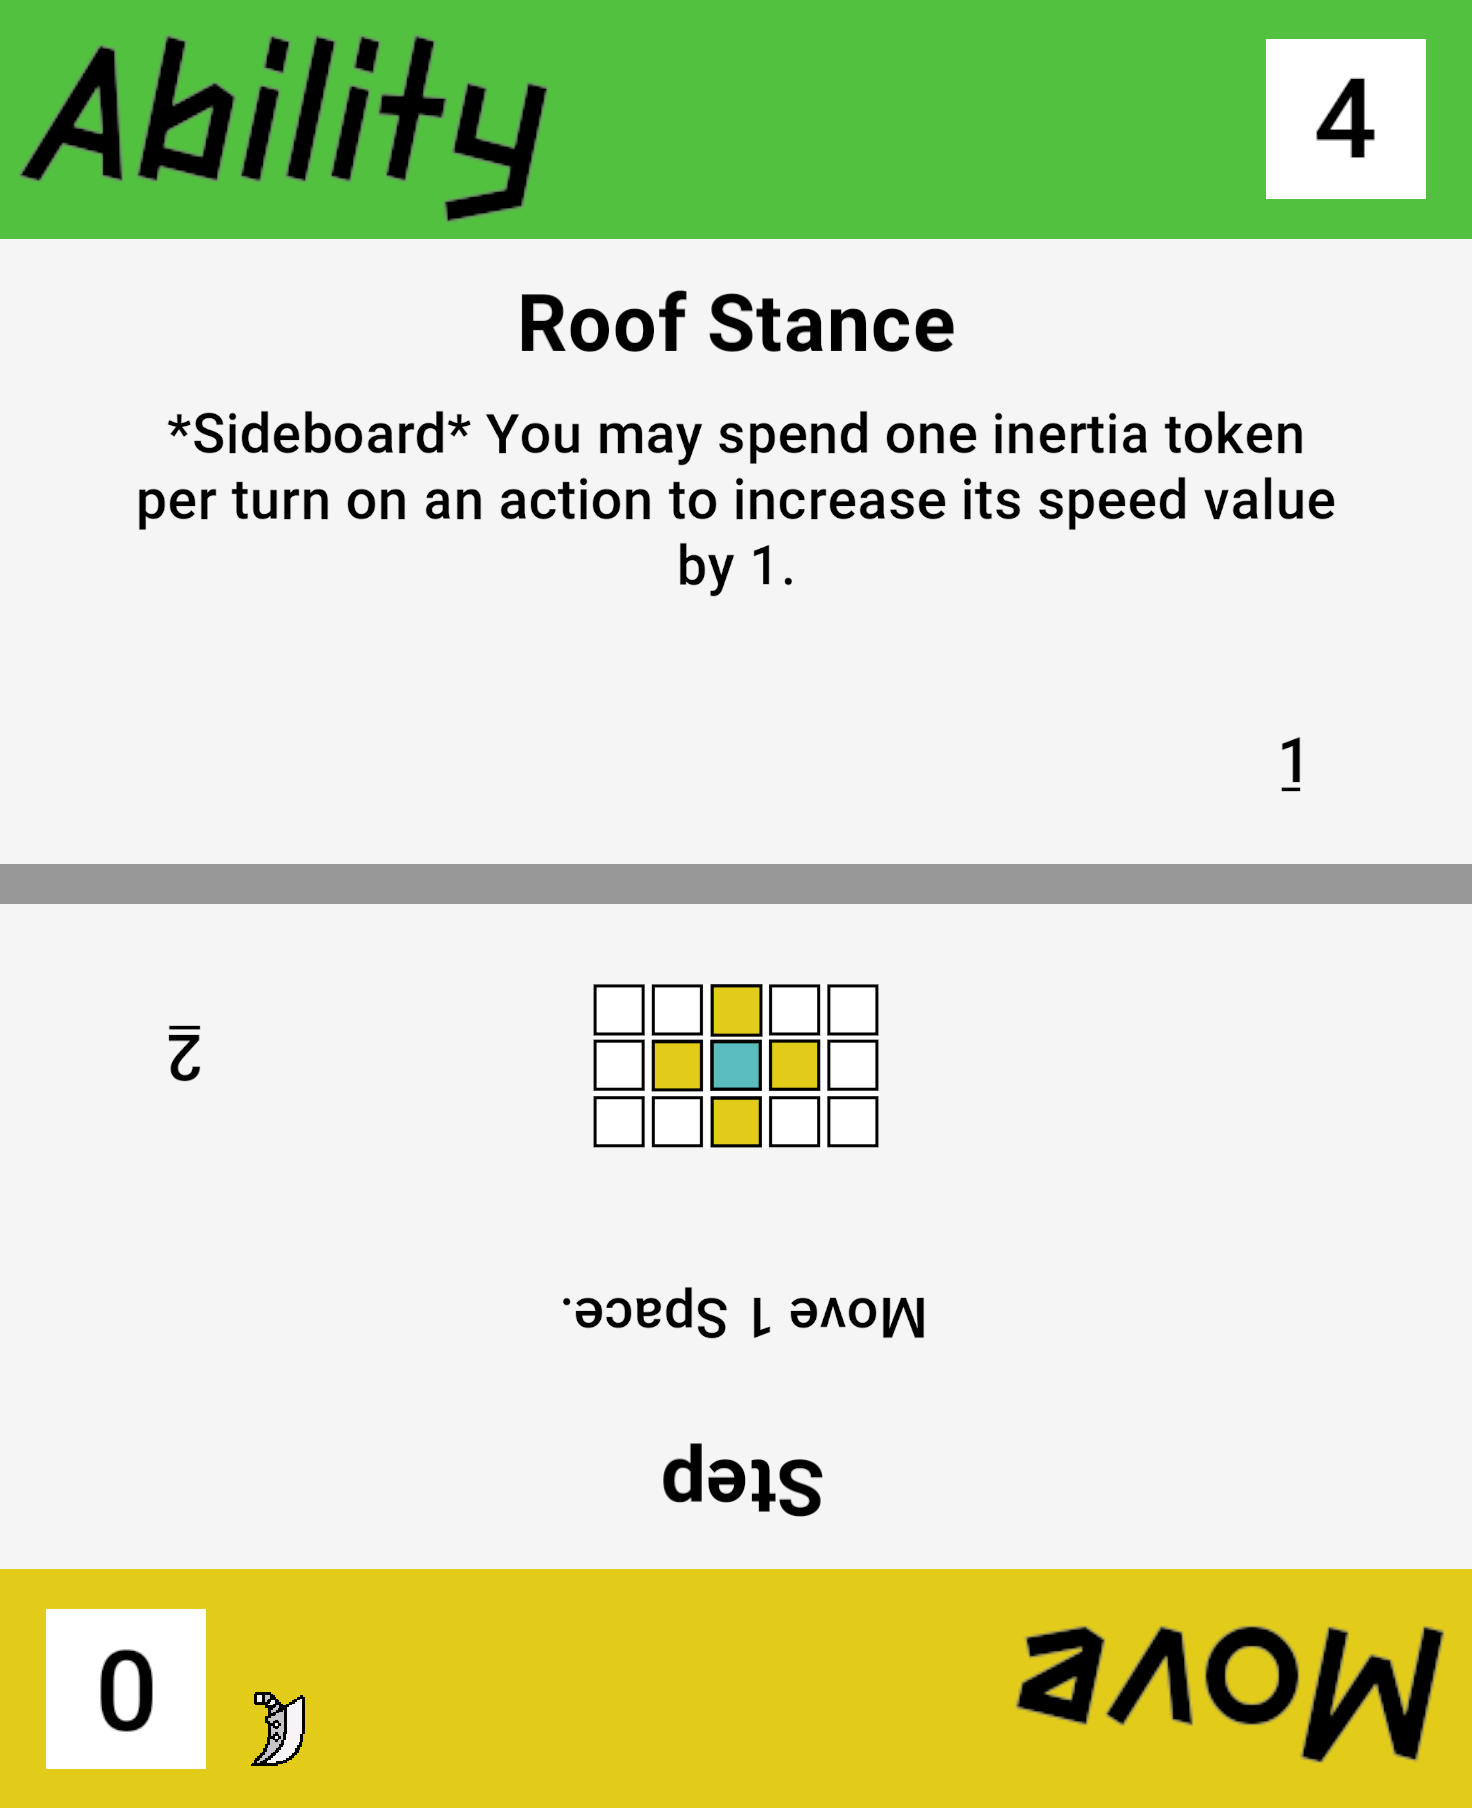 Ability
4
Roof Stance
*Sideboard* You may spend one inertia token
per turn on an action to increase its speed value
by 1.
1
Move
0
Step
Move 1 Space.
2